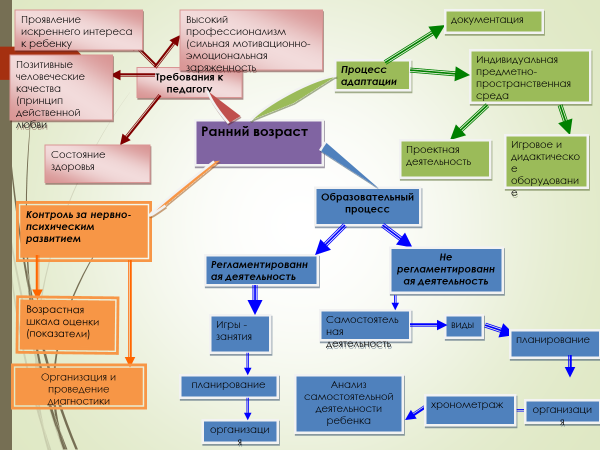 Проявление
искреннего интереса
к ребенку
Высокий
профессионализм
(сильная мотивационно-
эмоциональная
заряженность
документация
Позитивные
человеческие
качества
(принцип
действенной
любви
Требования к
педагогу
Процесс
адаптации
Индивидуальная
предметно-
пространственная
среда
Ранний возраст
Состояние
здоровья
Проектная
деятельность
Игровое и
дидактическо
е
оборудовани
е
Контроль за нервно-
психическим
развитием
Образовательный
процесс
Регламентированн
ая деятельность
Не
регламентированн
ая деятельность
Возрастная
шкала оценки
(показатели)
Игры -
занятия
Самостоятель
ная
деятельность
виды
планирование
Организация и
проведение
диагностики
планирование
Анализ
самостоятельной
деятельности
ребенка
хронометраж
организаци
я
организаци
я